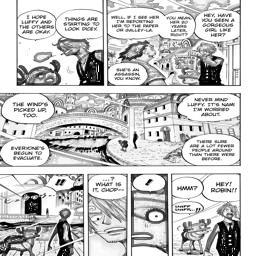 HEY, HAVE
YOU SEEN A
GORGEOUS
GIRL LIKE
HER?
YOU MEAN,
HER 20
YEARS
LATER,
RIGHT?
WELL, IF I SEE HER
I'M REPORTING
HER TO THE PAPER
OR GALLEY-LA.
SHE'S AN
ASSASSIN,
YOU KNOW.
THINGS ARE
STARTING TO
LOOK DICEY.
I HOPE
LUFFY AND
THE OTHERS
ARE OKAY.
NEVER MIND
LUFFY. IT'S NAMI
I'M WORRIED
ABOUT.
THERE SURE
ARE A LOT FEWER
PEOPLE AROUND
THAN THERE WERE
BEFORE.
THE WIND'S
PICKED UP,
TOO.
EVERYONE'S
BEGUN TO
EVACUATE.
HEY!
ROBIN!!
HMM?
...?
WHAT IS
IT, CHOP--